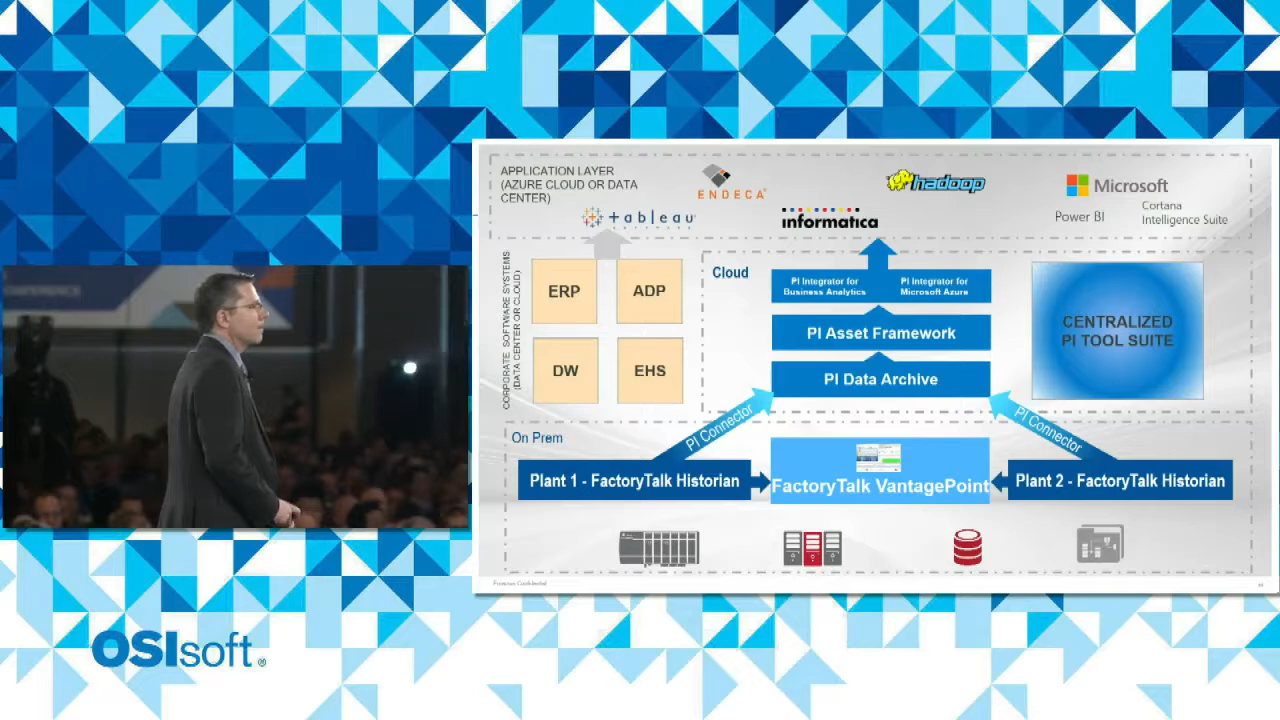 APPLICATION LAYER
(AZURE CLOUD OR DATA
CENTER)
ENDECA
hadoop
Microsoft
+ableau
informatica
Power BI
Cortana
Intelligence Suite
CORPORATE SOFTWARE SYSTEMS
(DATA CENTER OR CLOUD)
ERP
ADP
DW
EHS
Cloud
PI Integrator for
Business Analytics
PI Integrator for
Microsoft Azure
PI Asset Framework
PI Data Archive
CENTRALIZED
PI TOOL SUITE
PI Connector
PI Connector
On Prem
Plant 1 - FactoryTalk Historian
FactoryTalk VantagePoint
Plant 2 - FactoryTalk Historian
Confidential
OSIsoft®